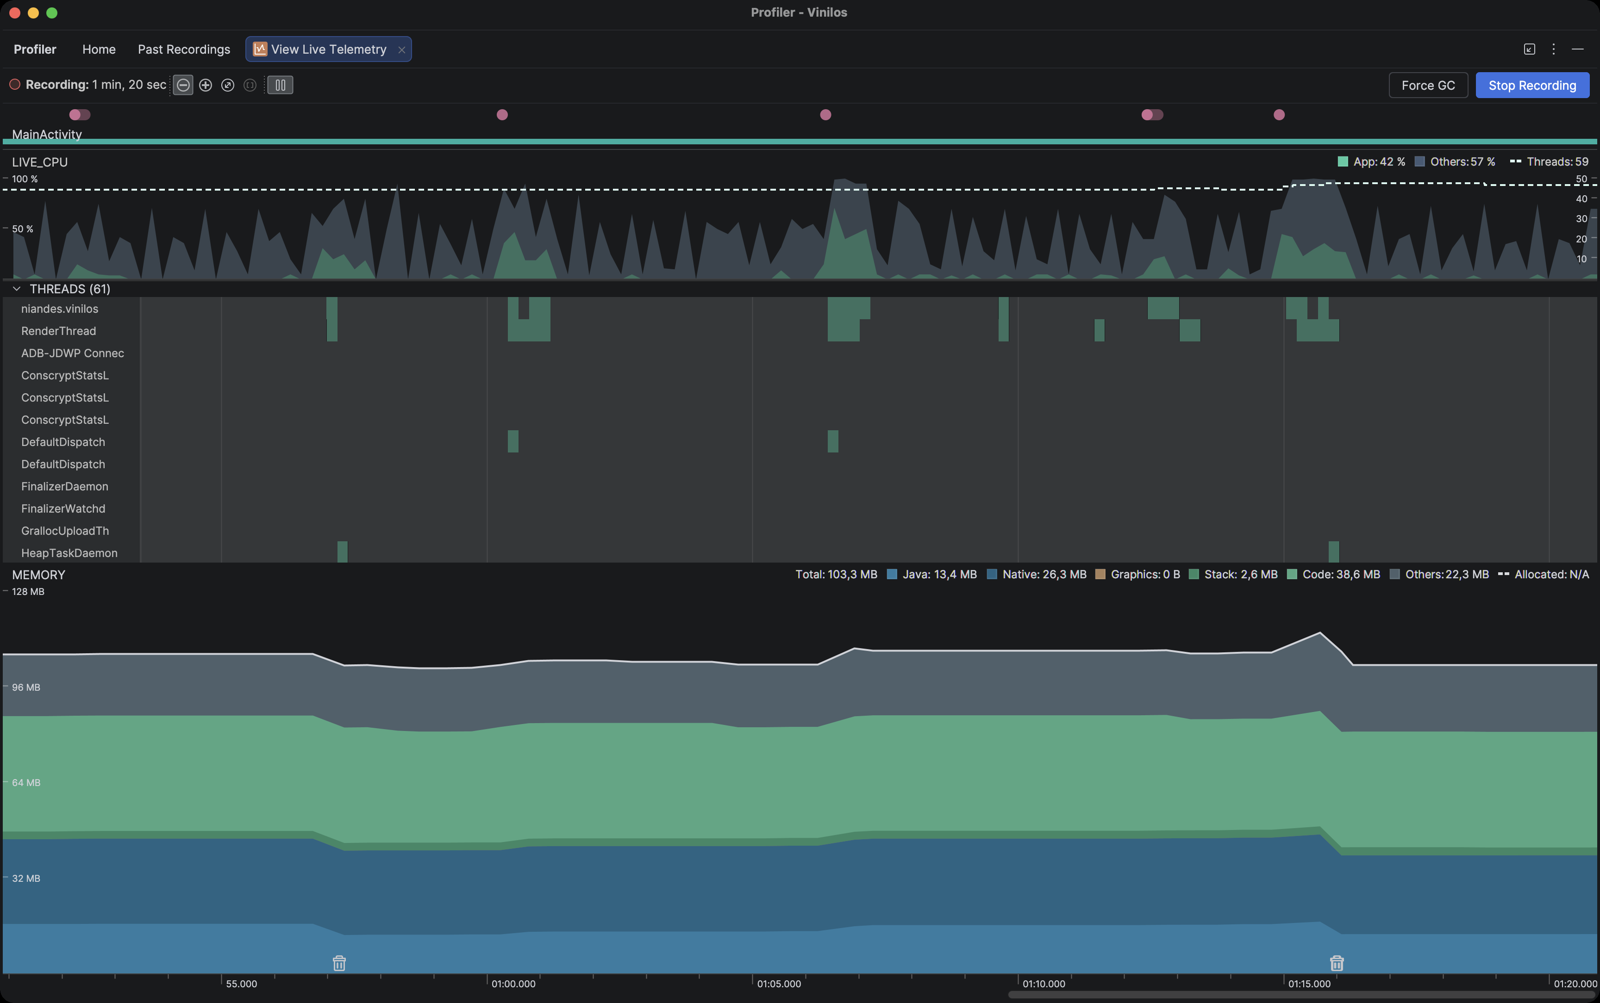 Profiler - Vinilos
Profiler Home Past Recordings View Live Telemetry
Recording: 1 min, 20 sec Force GC Stop Recording
MainActivity
LIVE_CPU App: 42 % Others: 57 % Threads: 59
100 % 50
40
50 % 30
20
10
THREADS (61)
niandes.vinilos
RenderThread
ADB-JDWP Connec
ConscryptStatsL
ConscryptStatsL
ConscryptStatsL
DefaultDispatch
DefaultDispatch
FinalizerDaemon
FinalizerWatchd
GrallocUploadTh
HeapTaskDaemon
MEMORY Total: 103,3 MB Java: 13,4 MB Native: 26,3 MB Graphics: 0 B Stack: 2,6 MB Code: 38,6 MB Others: 22,3 MB Allocated: N/A
128 MB
96 MB
64 MB
32 MB
55.000 01:00.000 01:05.000 01:10.000 01:15.000 01:20.000